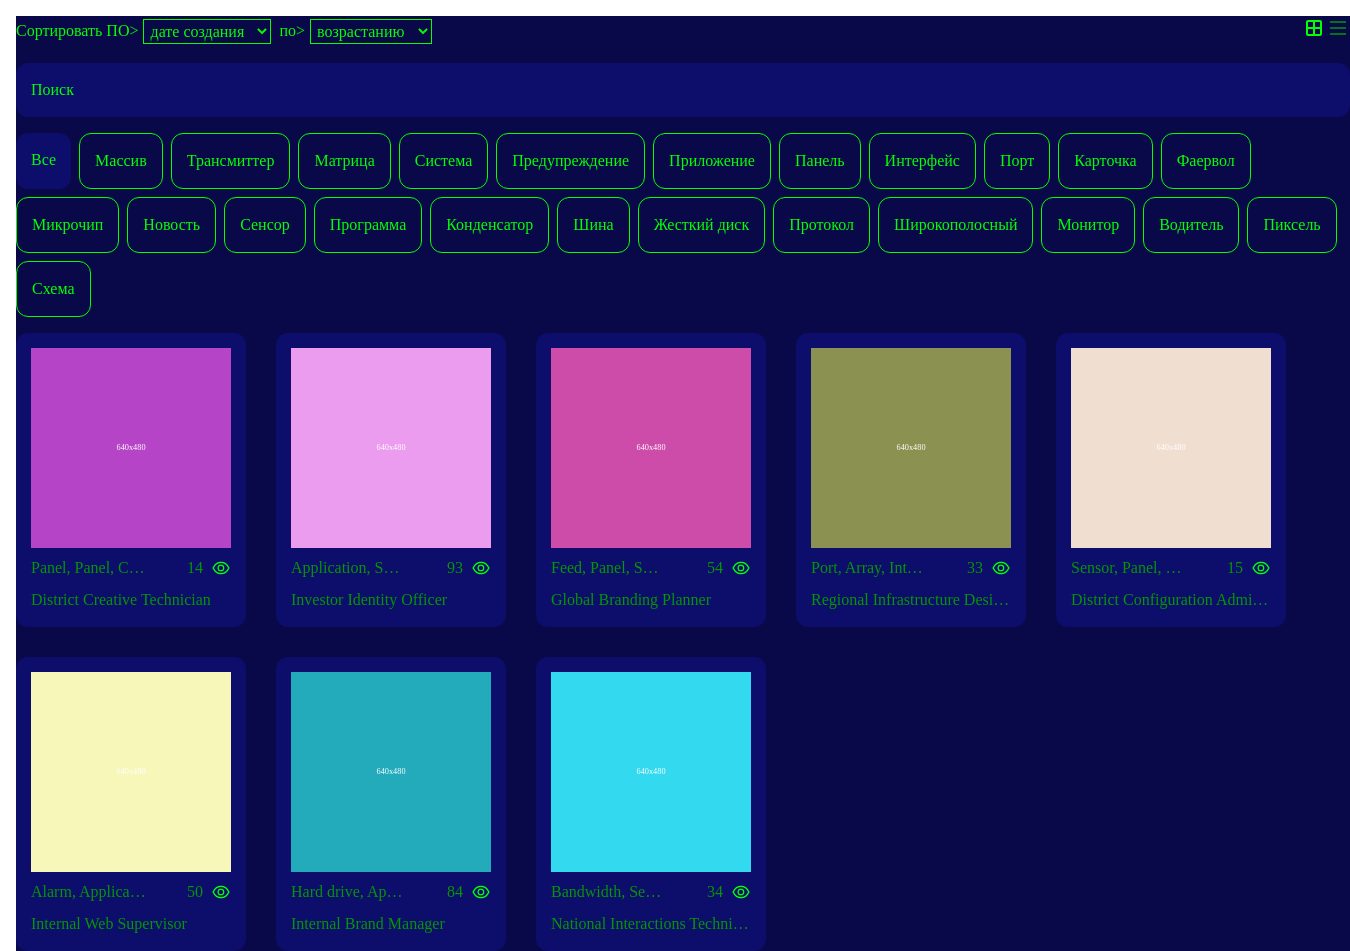 Сортировать ПО> дате создания по> возрастанию
Поиск
Все Массив Трансмиттер Матрица Система Предупреждение Приложение Панель Интерфейс Порт Карточка Фаервол
Микрочип Новость Сенсор Программа Конденсатор Шина Жесткий диск Протокол Широкополосный Монитор Водитель Пиксель
Схема
640x480 640x480 640x480 640x480 640x480
Panel, Panel, C… 14 Application, S… 93 Feed, Panel, S… 54 Port, Array, Int… 33 Sensor, Panel, … 15
District Creative Technician Investor Identity Officer Global Branding Planner Regional Infrastructure Desi… District Configuration Admi…
640x480 640x480 640x480
Alarm, Applica… 50 Hard drive, Ap… 84 Bandwidth, Se… 34
Internal Web Supervisor Internal Brand Manager National Interactions Techni…